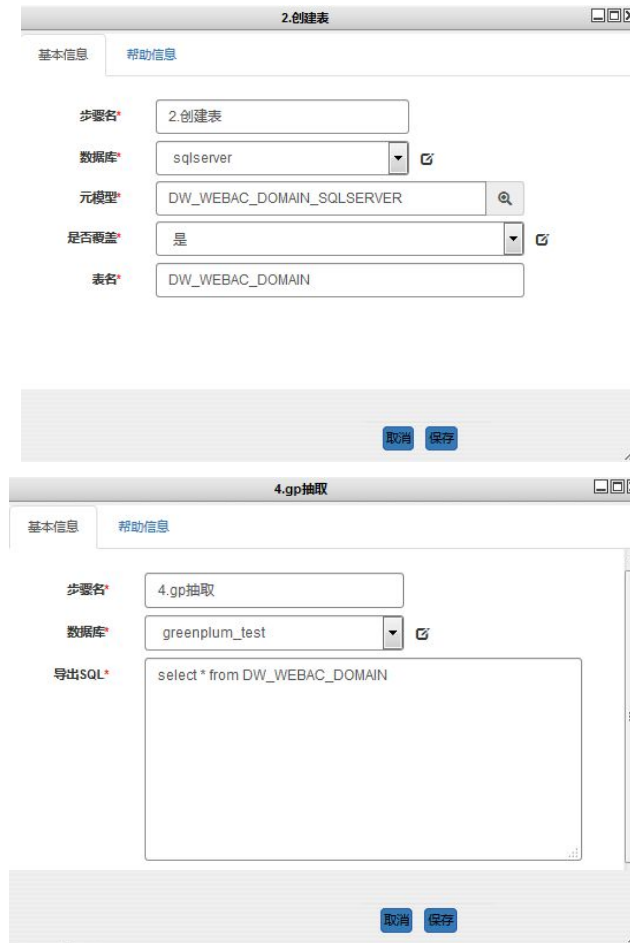 2.创建表
基本信息 帮助信息
步骤名* 2.创建表
数据库* sqlserver
元模型* DW_WEBAC_DOMAIN_SQLSERVER
是否覆盖* 是
表名* DW_WEBAC_DOMAIN
取消 保存
4.gp抽取
基本信息 帮助信息
步骤名* 4.gp抽取
数据库* greenplum_test
导出SQL* select * from DW_WEBAC_DOMAIN
取消 保存